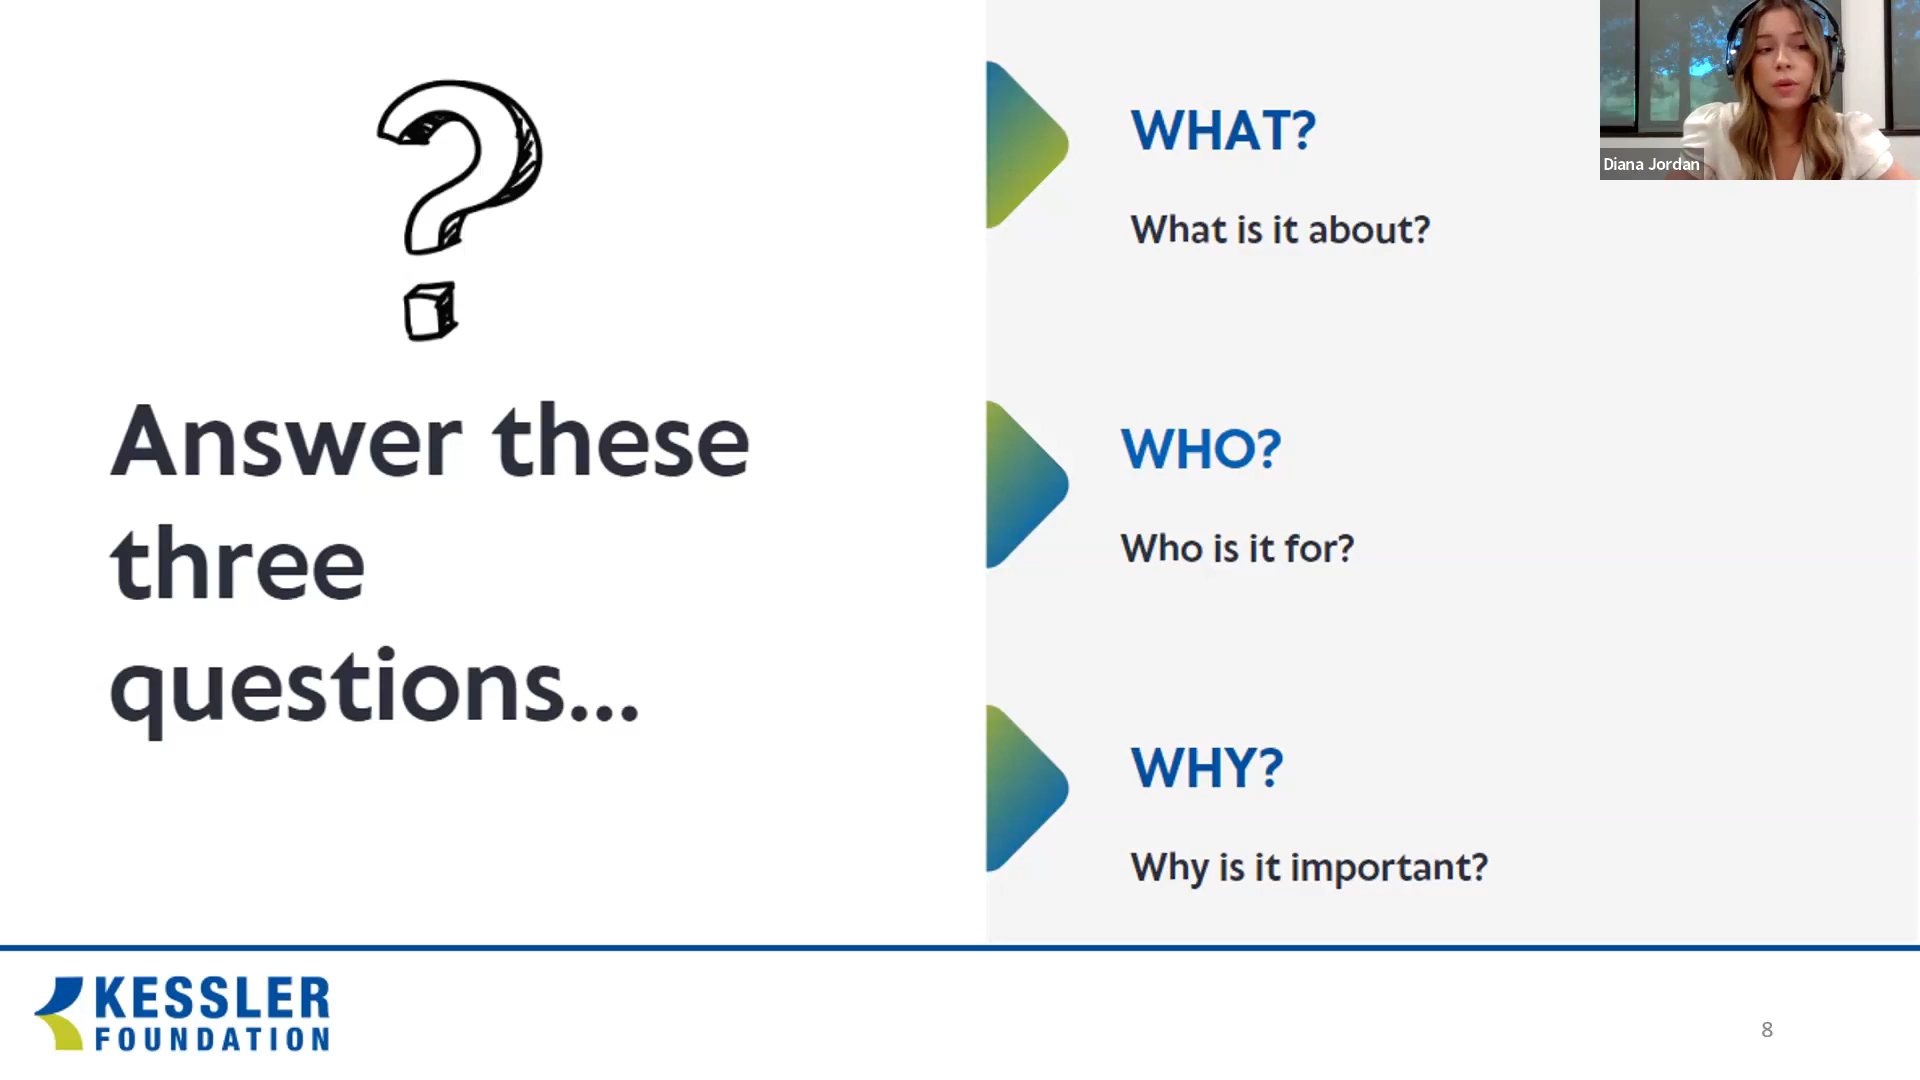 Answer these
three
questions...
WHAT?
What is it about?
WHO?
Who is it for?
WHY?
Why is it important?
Diana Jordan
KESSLER
FOUNDATION
8